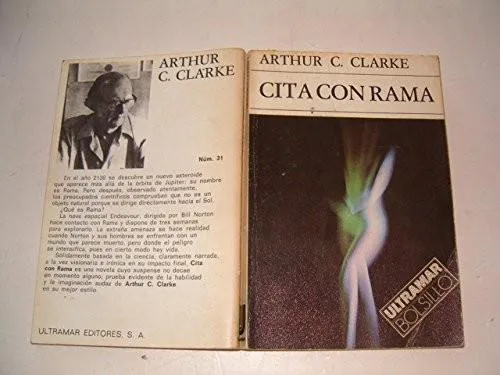 ARTHUR
C. CLARKE
Núm. 31
En el año 2130 se descubre un nuevo asteroide
que aparece más allá de la órbita de Júpiter: su nombre
es Rama. Pero después, observado atentamente,
los preocupados científicos comprueban que no es un
objeto natural porque se dirige directamente hacia el Sol.
¿Qué es Rama?
La nave espacial Endeavour, dirigida por Bill Norton
hace contacto con Rama y dispone de tres semanas
para explorarlo. La extraña amenaza se hace realidad
cuando Norton y sus hombres se enfrentan con un
mundo que parece muerto, pero donde el peligro
se intensifica, pues en cierto modo hay vida.
Sólidamente basada en la ciencia, claramente narrada,
a la vez visionaria e irónica en su impacto final, Cita
con Rama es una novela cuyo suspenso no decae
en momento alguno; prueba evidente de la habilidad
y la imaginación audaz de Arthur C. Clarke
en su mejor estilo.
ULTRAMAR EDITORES, S. A.
ARTHUR C. CLARKE
CITA CON RAMA
ULTRAMAR
BOLSILLO